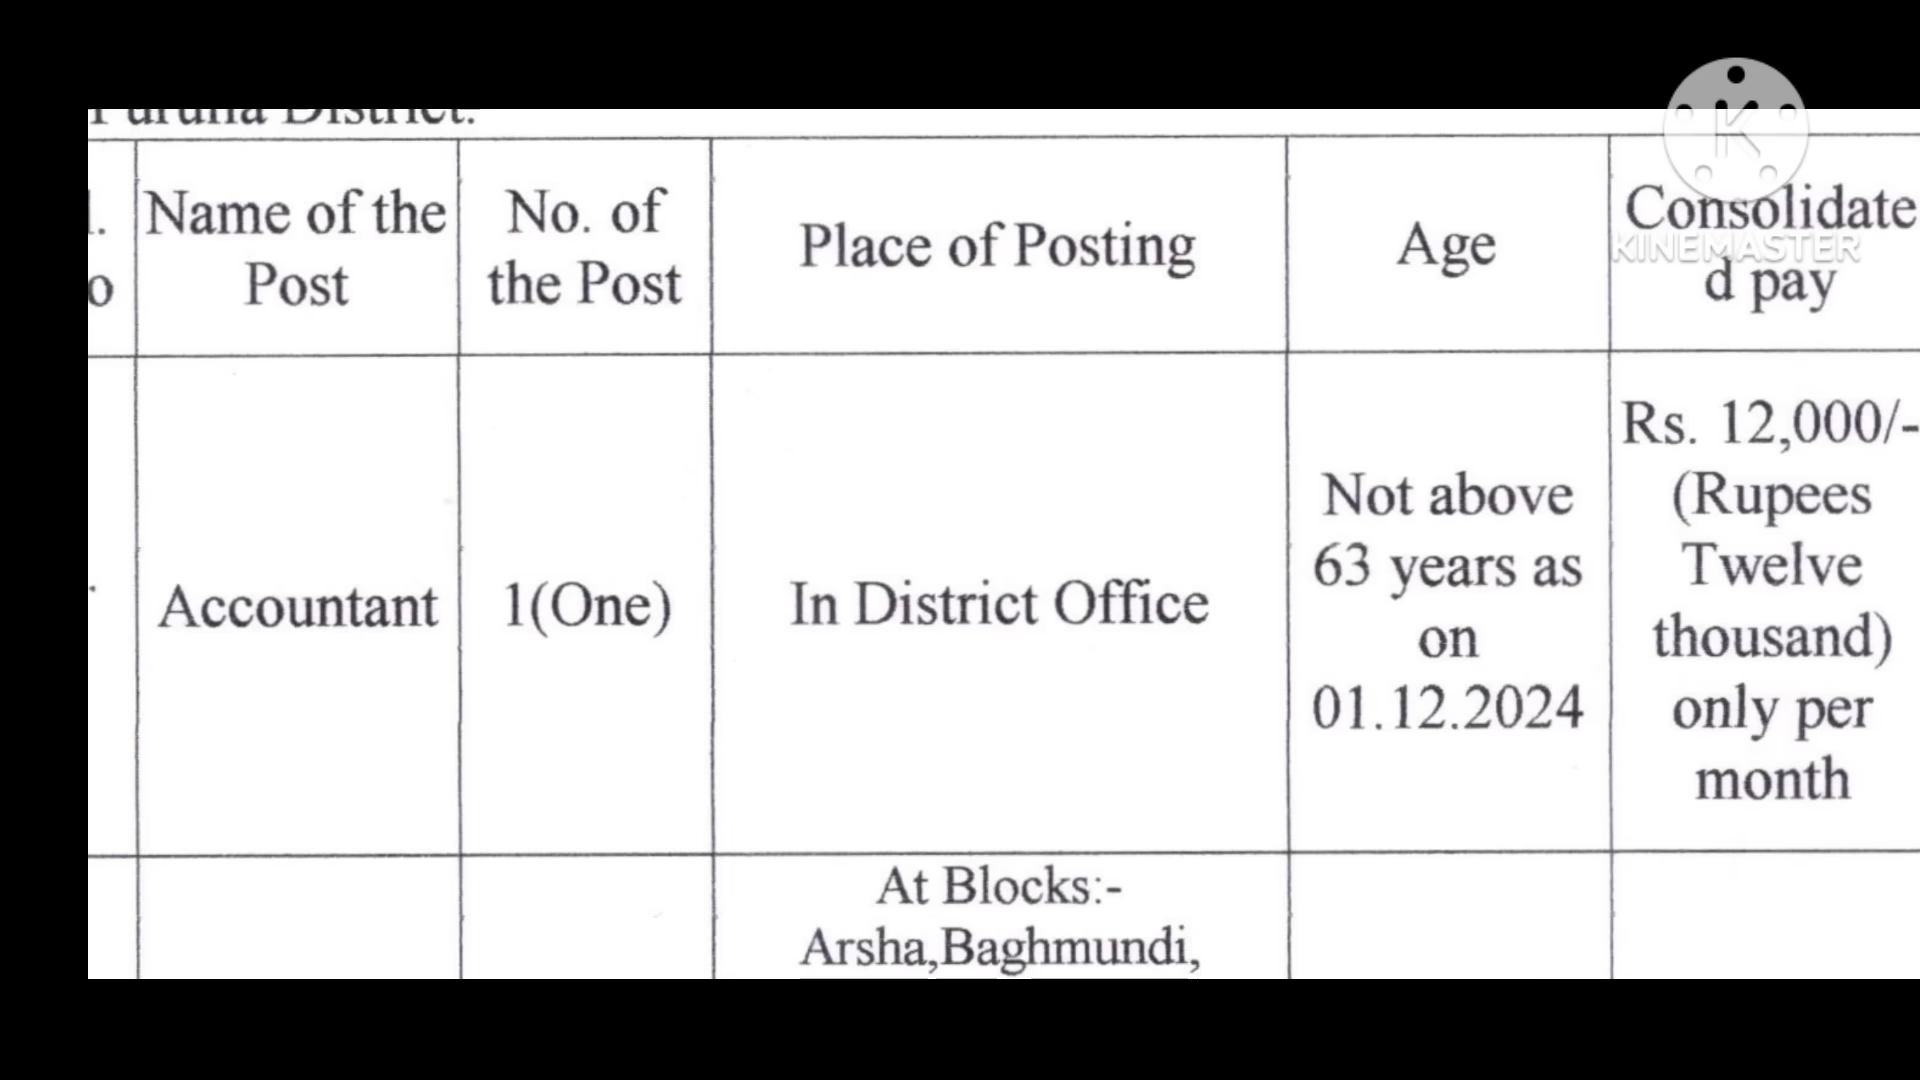 District.
l.
o
Name of the
Post
No. of
the Post
Place of Posting
Age
Consolidate
d pay
K
KINEMASTER
.
Accountant
1(One)
In District Office
Not above
63 years as
on
01.12.2024
Rs. 12,000/-
(Rupees
Twelve
thousand)
only per
month
At Blocks:-
Arsha,Baghmundi,